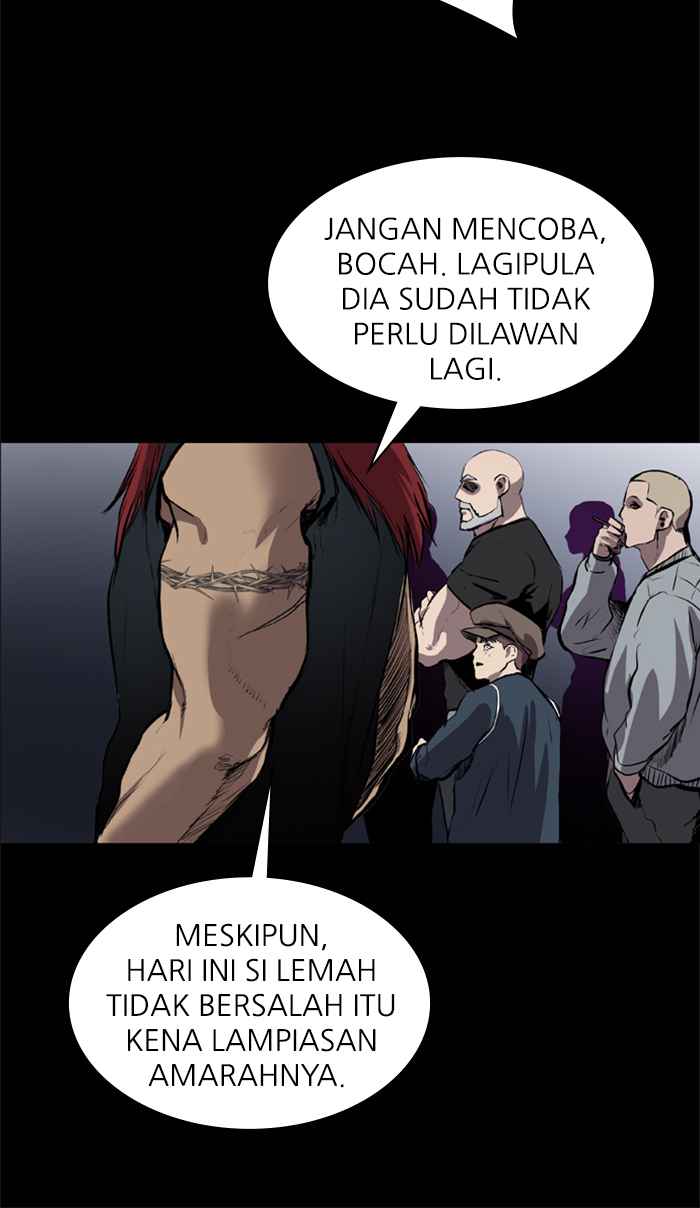 JANGAN MENCOBA,
BOCAH. LAGIPULA
DIA SUDAH TIDAK
PERLU DILAWAN
LAGI.
MESKIPUN,
HARI INI SI LEMAH
TIDAK BERSALAH ITU
KENA LAMPIASAN
AMARAHNYA.